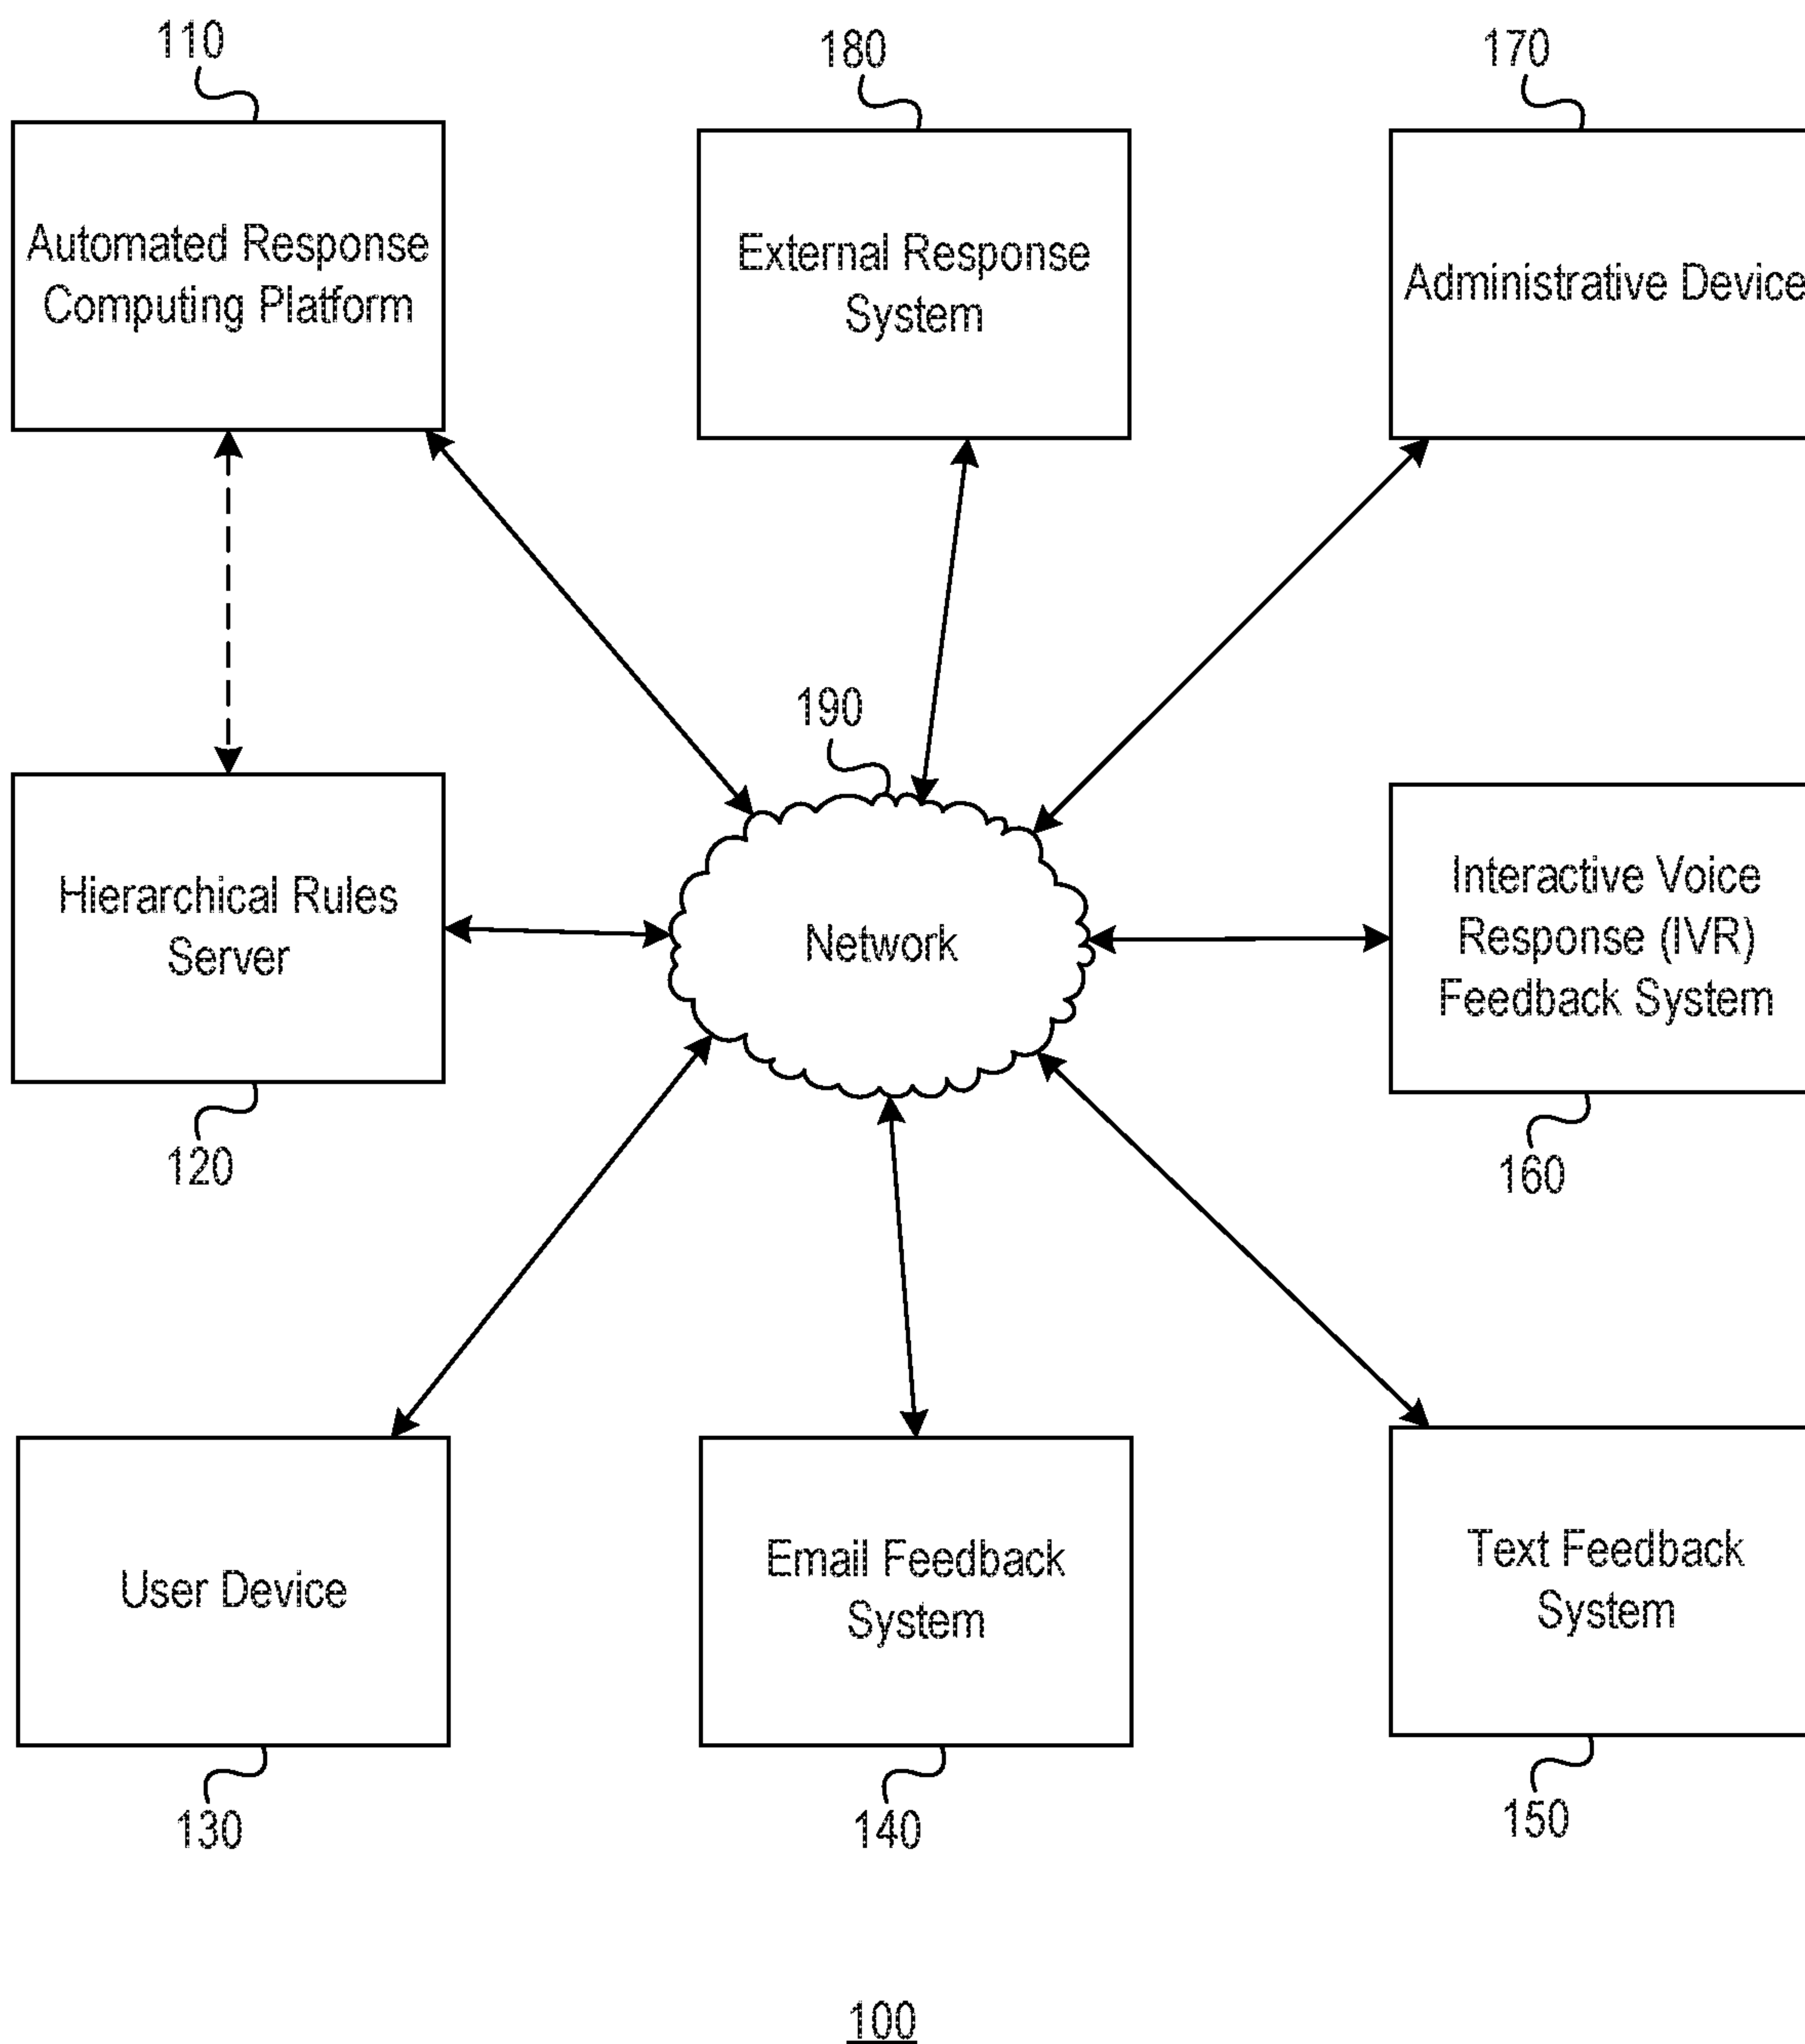 110
180
170
Automated Response
Computing Platform
External Response
System
Administrative Device
190
Hierarchical Rules
Server
Network
Interactive Voice
Response (IVR)
Feedback System
120
160
User Device
Email Feedback
System
Text Feedback
System
130
140
150
100